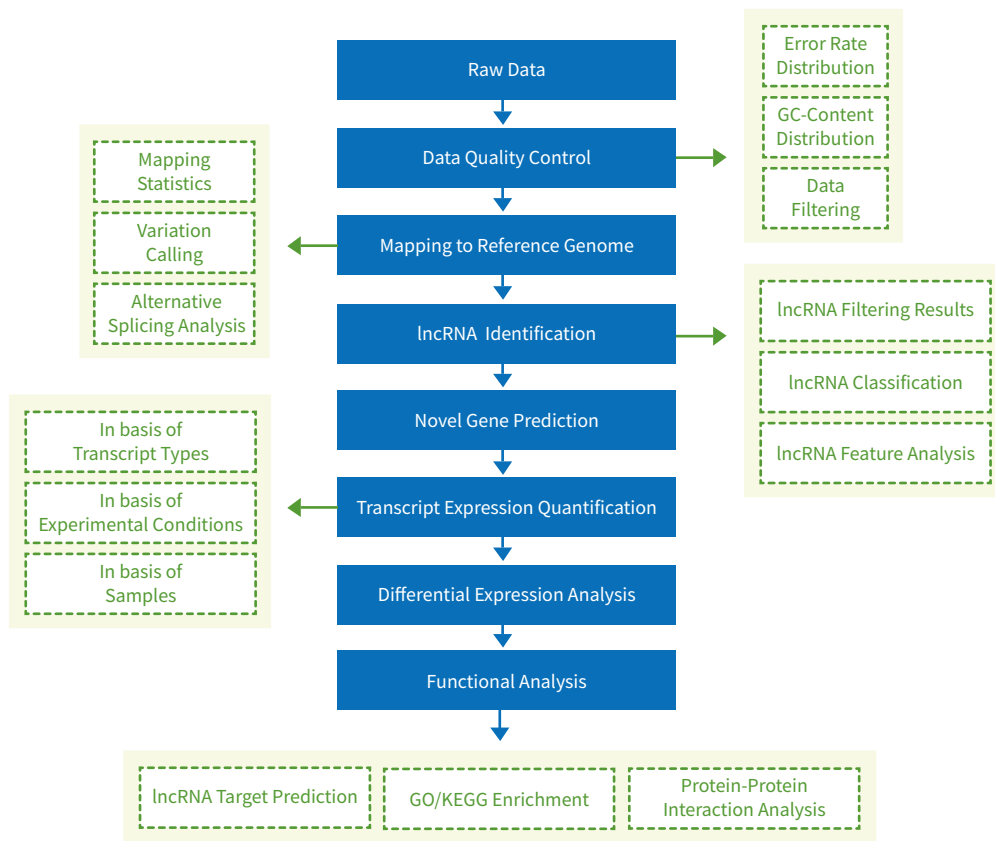 Raw Data
Error Rate
Distribution
GC-Content
Distribution
Data
Filtering
Data Quality Control
Mapping
Statistics
Variation
Calling
Alternative
Splicing Analysis
Mapping to Reference Genome
lncRNA Identification
lncRNA Filtering Results
lncRNA Classification
lncRNA Feature Analysis
Novel Gene Prediction
In basis of
Transcript Types
In basis of
Experimental Conditions
In basis of
Samples
Transcript Expression Quantification
Differential Expression Analysis
Functional Analysis
lncRNA Target Prediction
GO/KEGG Enrichment
Protein-Protein
Interaction Analysis